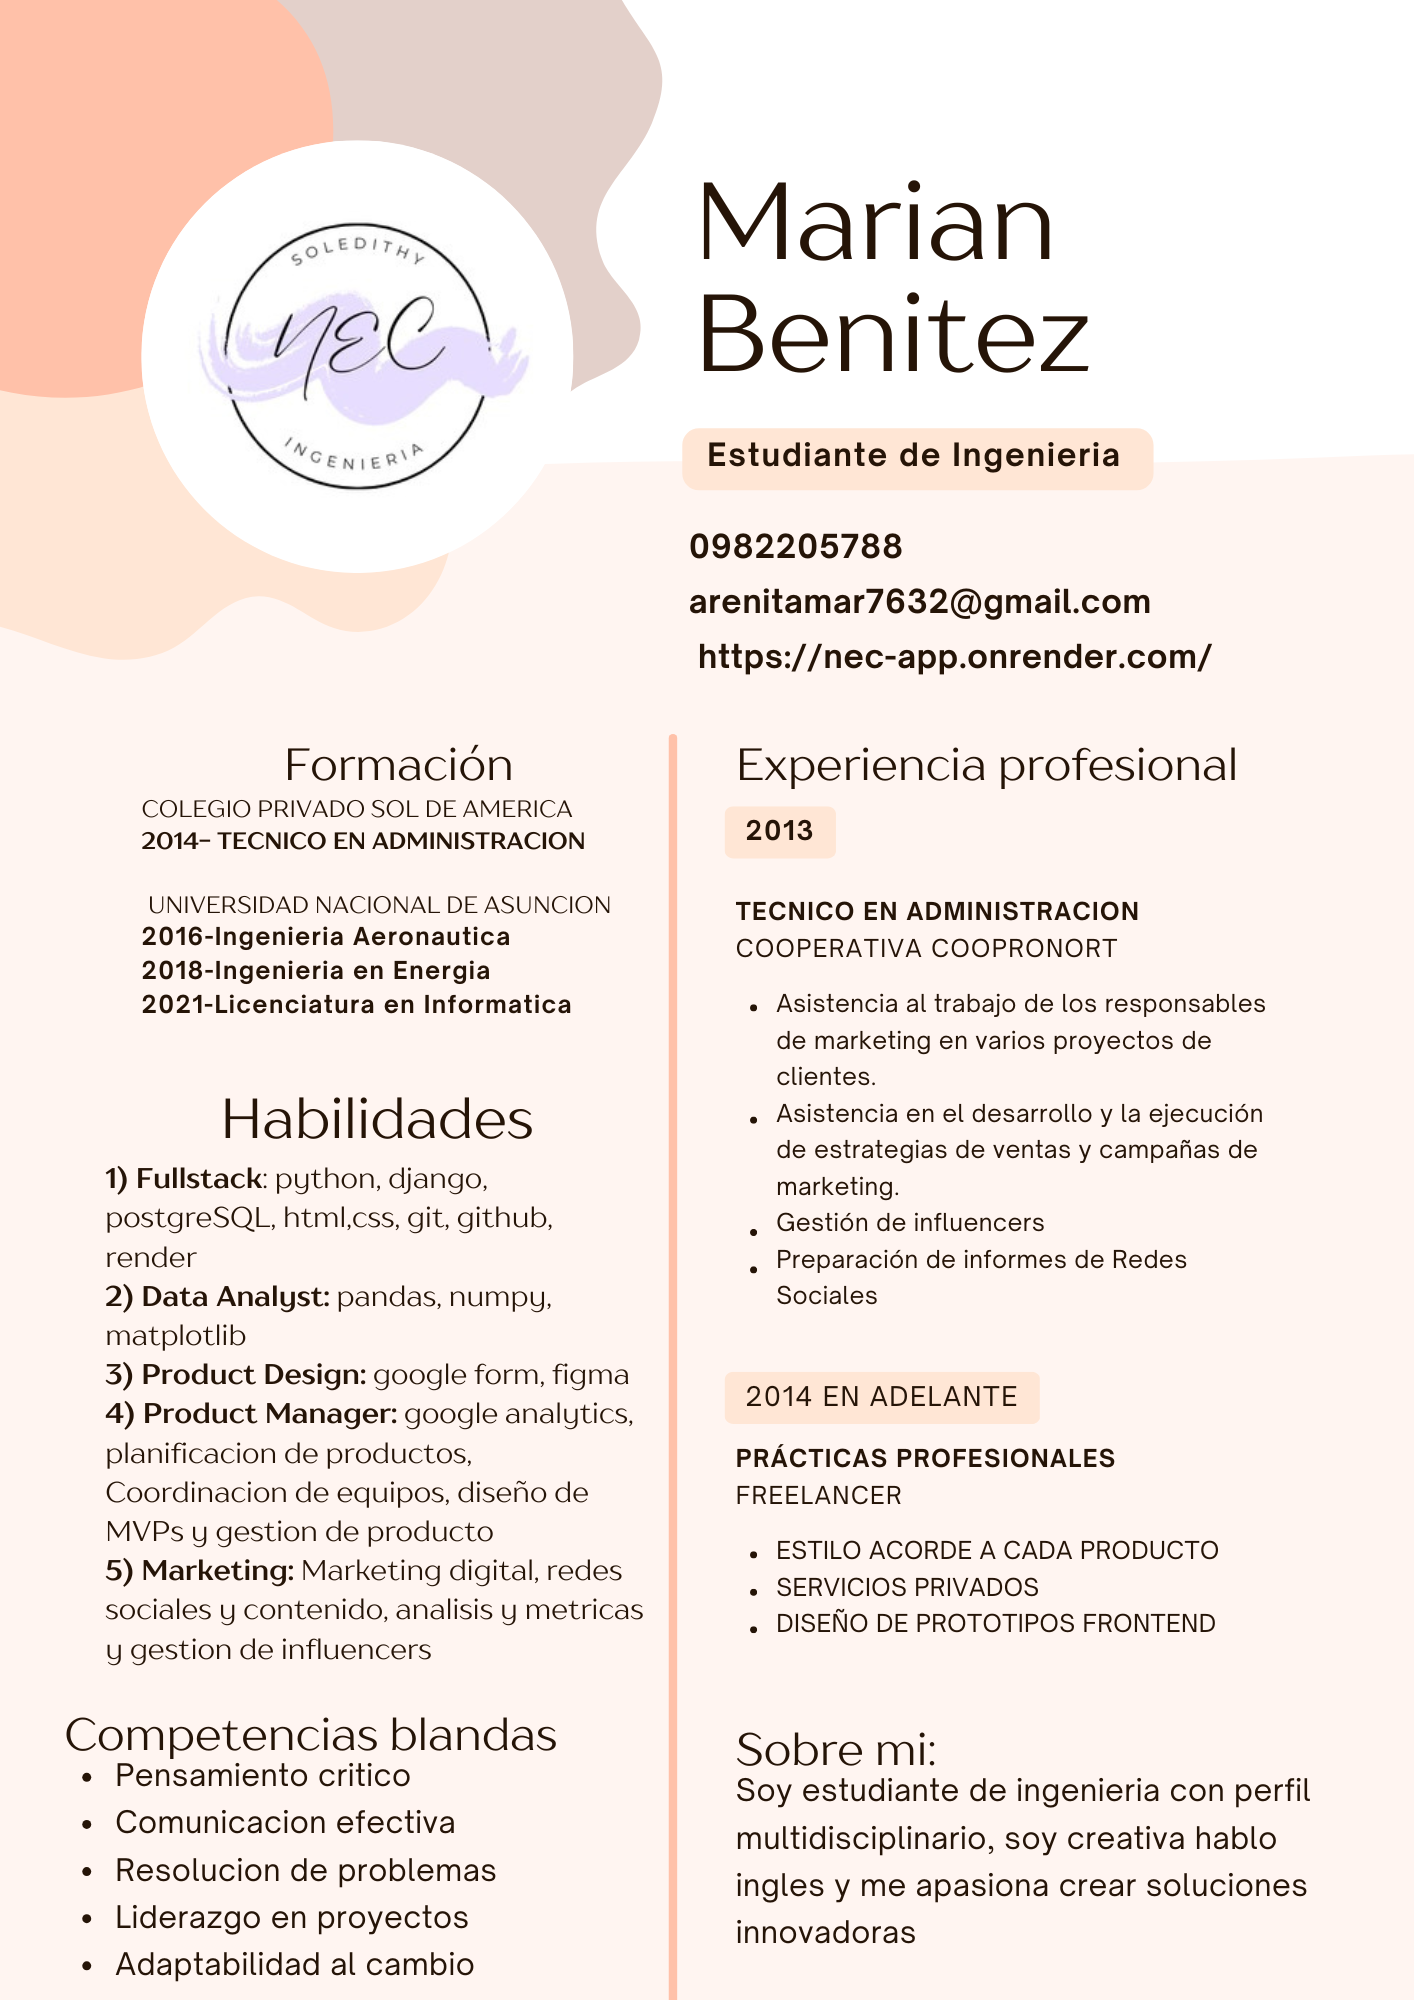 SOLEDITHY
NEC
INGENIERIA
Marian
Benitez
Estudiante de Ingenieria
0982205788
arenitamar7632@gmail.com
https://nec-app.onrender.com/
Formación
COLEGIO PRIVADO SOL DE AMERICA
2014- TECNICO EN ADMINISTRACION
UNIVERSIDAD NACIONAL DE ASUNCION
2016-Ingenieria Aeronautica
2018-Ingenieria en Energia
2021-Licenciatura en Informatica
Habilidades
1) Fullstack: python, django,
postgreSQL, html,css, git, github,
render
2) Data Analyst: pandas, numpy,
matplotlib
3) Product Design: google form, figma
4) Product Manager: google analytics,
planificacion de productos,
Coordinacion de equipos, diseño de
MVPs y gestion de producto
5) Marketing: Marketing digital, redes
sociales y contenido, analisis y metricas
y gestion de influencers
Competencias blandas
• Pensamiento critico
• Comunicacion efectiva
• Resolucion de problemas
• Liderazgo en proyectos
• Adaptabilidad al cambio
Experiencia profesional
2013
TECNICO EN ADMINISTRACION
COOPERATIVA COOPRONORT
• Asistencia al trabajo de los responsables
de marketing en varios proyectos de
clientes.
• Asistencia en el desarrollo y la ejecución
de estrategias de ventas y campañas de
marketing.
• Gestión de influencers
• Preparación de informes de Redes
Sociales
2014 EN ADELANTE
PRÁCTICAS PROFESIONALES
FREELANCER
• ESTILO ACORDE A CADA PRODUCTO
• SERVICIOS PRIVADOS
• DISEÑO DE PROTOTIPOS FRONTEND
Sobre mi:
Soy estudiante de ingenieria con perfil
multidisciplinario, soy creativa hablo
ingles y me apasiona crear soluciones
innovadoras